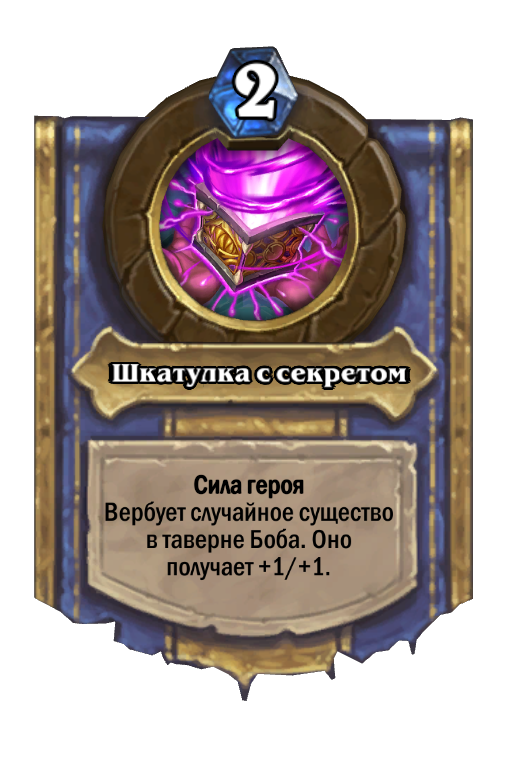 2
Шкатулка с секретом
Сила героя
Вербует случайное существо
в таверне Боба. Оно
получает +1/+1.